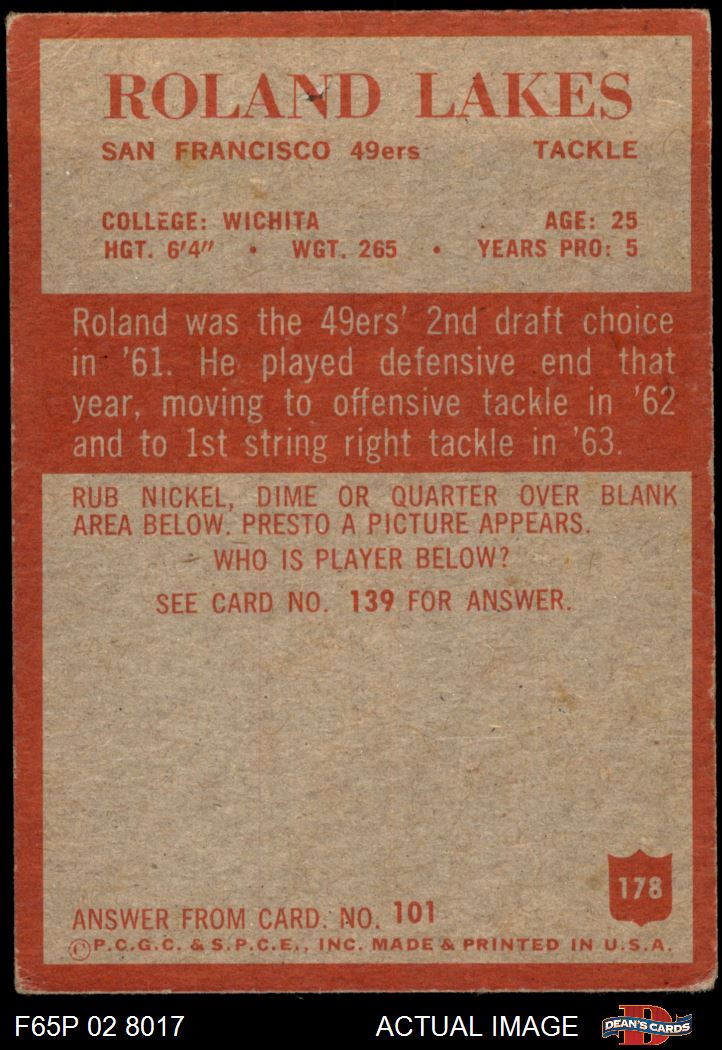 ROLAND LAKES
SAN FRANCISCO 49ers TACKLE
COLLEGE: WICHITA AGE: 25
HGT. 6'4" • WGT. 265 • YEARS PRO: 5
Roland was the 49ers' 2nd draft choice
in '61. He played defensive end that
year, moving to offensive tackle in '62
and to 1st string right tackle in '63.
RUB NICKEL, DIME OR QUARTER OVER BLANK
AREA BELOW. PRESTO A PICTURE APPEARS.
WHO IS PLAYER BELOW?
SEE CARD NO. 139 FOR ANSWER.
178
ANSWER FROM CARD. NO. 101
©P.C.G.C. & S.P.C.E., INC. MADE & PRINTED IN U.S.A.
F65P 02 8017 ACTUAL IMAGE D DEAN'S CARDS